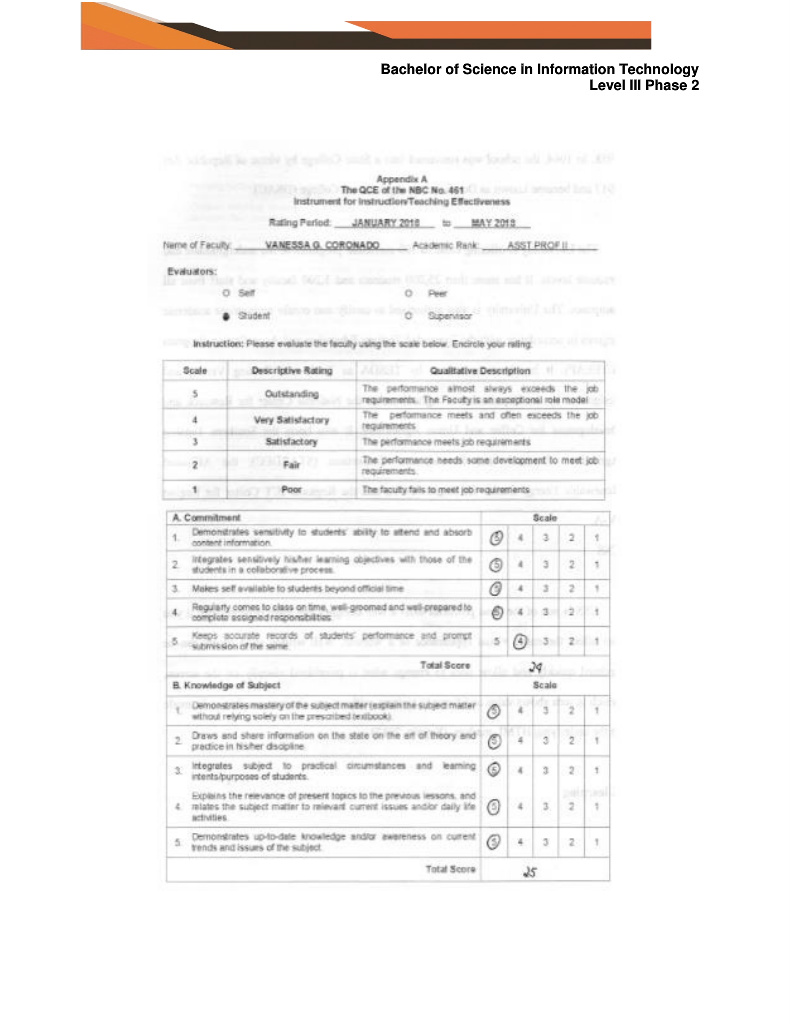 Bachelor of Science in Information Technology
Level III Phase 2
Appendix A
The QCE of the NBC No. 461
Instrument for Instruction/Teaching Effectiveness
Rating Period: JANUARY 2018 to MAY 2018
Name of Faculty: VANESSA G. CORONADO Academic Rank: ASST PROF II
Evaluators:
Self Peer
Student Supervisor
Instruction: Please evaluate the faculty using the scale below. Encircle your rating.
Scale Descriptive Rating Qualitative Description
5 Outstanding The performance almost always exceeds the job
requirements. The Faculty is an exceptional role model
4 Very Satisfactory The performance meets and often exceeds the job
requirements
3 Satisfactory The performance meets job requirements
2 Fair The performance needs some development to meet job
requirements.
1 Poor The faculty fails to meet job requirements
A. Commitment Scale
1. Demonstrates sensitivity to students' ability to attend and absorb
content information. 5 4 3 2 1
2. Integrates sensitively his/her learning objectives with those of the
students in a collaborative process. 5 4 3 2 1
3. Makes self available to students beyond official time 5 4 3 2 1
4. Regularly comes to class on time, well-groomed and well-prepared to
complete assigned responsibilities. 5 4 3 2 1
5. Keeps accurate records of students' performance and prompt
submission of the same. 5 4 3 2 1
Total Score 24
B. Knowledge of Subject Scale
1. Demonstrates mastery of the subject matter (explain the subject matter
without relying solely on the prescribed textbook). 5 4 3 2 1
2. Draws and share information on the state on the art of theory and
practice in his/her discipline. 5 4 3 2 1
3. Integrates subject to practical circumstances and learning
intents/purposes of students. 5 4 3 2 1
4. Explains the relevance of present topics to the previous lessons, and
relates the subject matter to relevant current issues and/or daily life
activities. 5 4 3 2 1
5. Demonstrates up-to-date knowledge and/or awareness on current
trends and issues of the subject. 5 4 3 2 1
Total Score 25